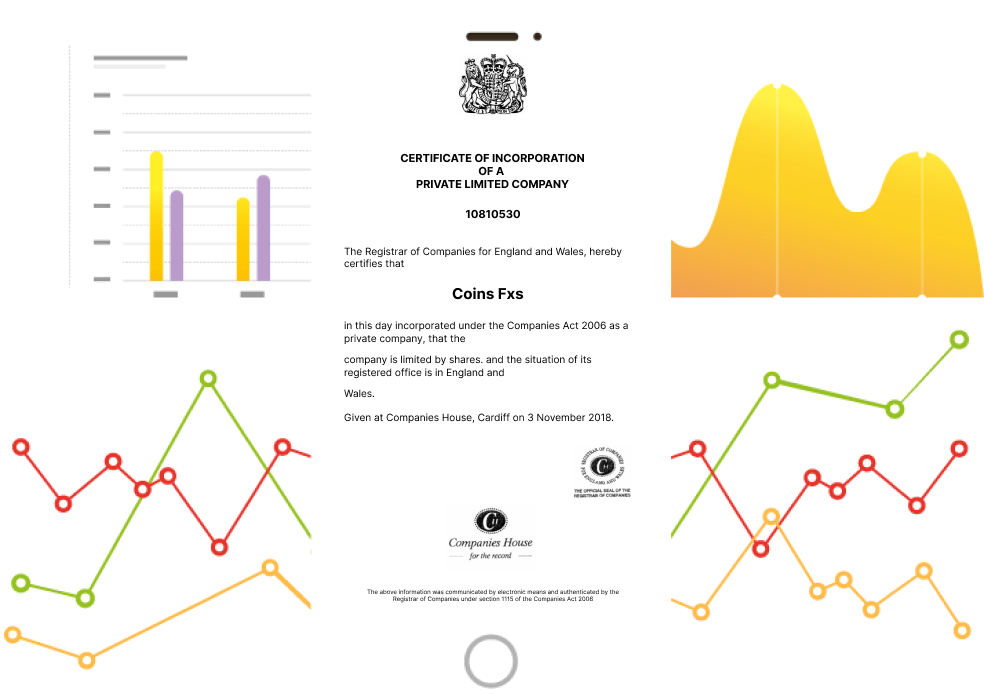 CERTIFICATE OF INCORPORATION
OF A
PRIVATE LIMITED COMPANY
10810530
The Registrar of Companies for England and Wales, hereby
certifies that
Coins Fxs
in this day incorporated under the Companies Act 2006 as a
private company, that the
company is limited by shares. and the situation of its
registered office is in England and
Wales.
Given at Companies House, Cardiff on 3 November 2018.
REGISTRAR OF COMPANIES
FOR ENGLAND AND WALES
CH
THE OFFICIAL SEAL OF THE
REGISTRAR OF COMPANIES
CH
Companies House
for the record
The above information was communicated by electronic means and authenticated by the
Registrar of Companies under section 1115 of the Companies Act 2006